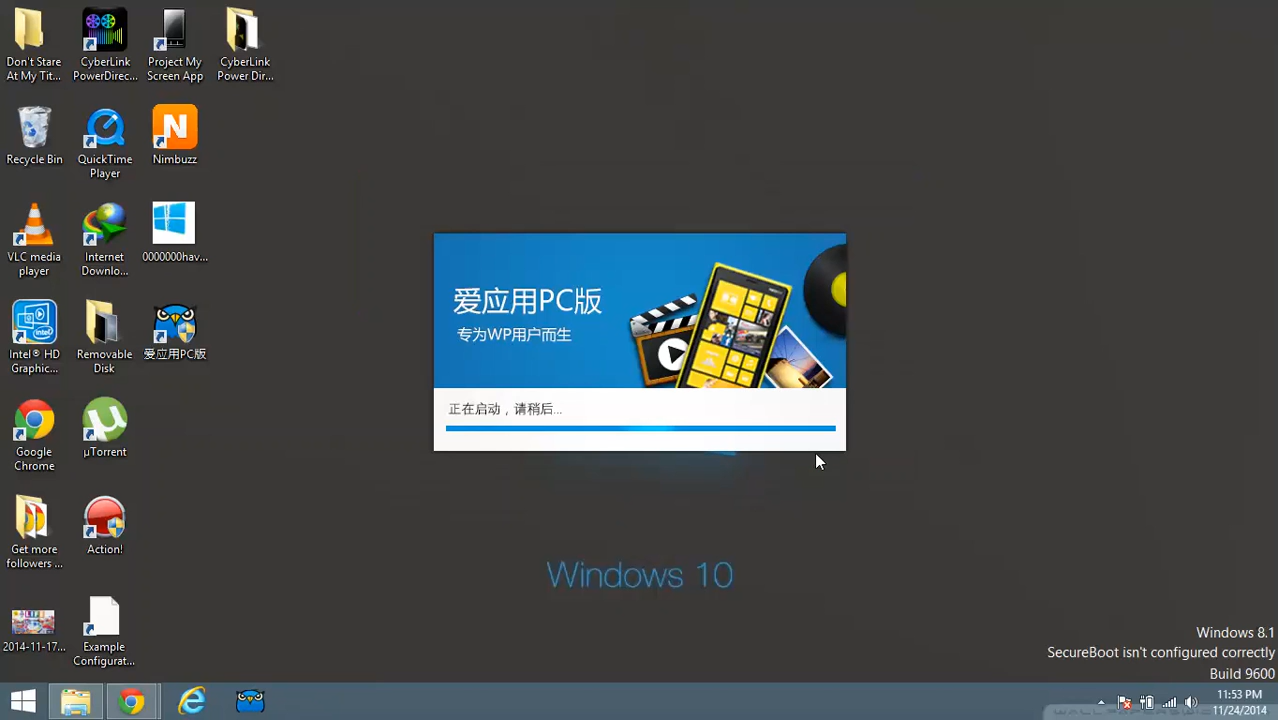 Don't Stare
At My Tit...
CyberLink
PowerDirec...
Project My
Screen App
CyberLink
Power Dir...
Recycle Bin
QuickTime
Player
N
Nimbuzz
VLC media
player
Internet
Downlo...
0000000hav...
intel
Intel® HD
Graphic...
Removable
Disk
爱应用PC版
爱应用PC版
专为WP用户而生
正在启动，请稍后...
Google
Chrome
µTorrent
Get more
followers ...
Action!
LIFE
2014-11-17...
Example
Configurat...
Windows 10
Windows 8.1
SecureBoot isn't configured correctly
Build 9600
11:53 PM
11/24/2014